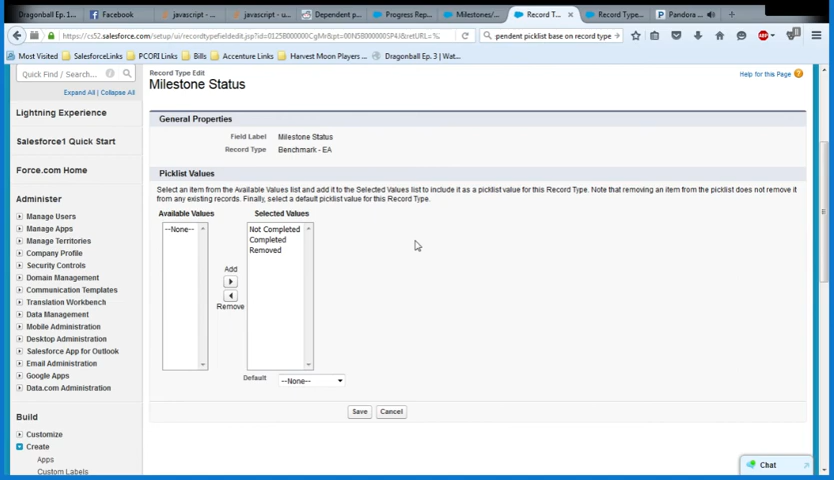 Dragonball Ep. 1...
Facebook
javascript - ...
javascript - u...
Dependent p...
Progress Rep...
Milestones/...
Record T...
Record Type...
Pandora ...
https://cs52.salesforce.com/setup/ui/recordtypefieldedit.jsp?id=
pendent picklist base on record type
Most Visited
SalesforceLinks
PCORI Links
Bills
Accenture Links
Harvest Moon Players ...
Dragonball Ep. 3 | Wat...
Quick Find / Search...
Expand All | Collapse All
Lightning Experience
Salesforce1 Quick Start
Force.com Home
Administer
Manage Users
Manage Apps
Manage Territories
Company Profile
Security Controls
Domain Management
Communication Templates
Translation Workbench
Data Management
Mobile Administration
Desktop Administration
Salesforce App for Outlook
Email Administration
Google Apps
Data.com Administration
Build
Customize
Create
Apps
Custom Labels
Record Type Edit
Milestone Status
Help for this Page
General Properties
Field Label Milestone Status
Record Type Benchmark - EA
Picklist Values
Select an item from the Available Values list and add it to the Selected Values list to include it as a picklist value for this Record Type. Note that removing an item from the picklist does not remove it
from any existing records. Finally, select a default picklist value for this Record Type.
Available Values
Selected Values
--None--
Not Completed
Completed
Removed
Add
Remove
Default --None--
Save
Cancel
Chat